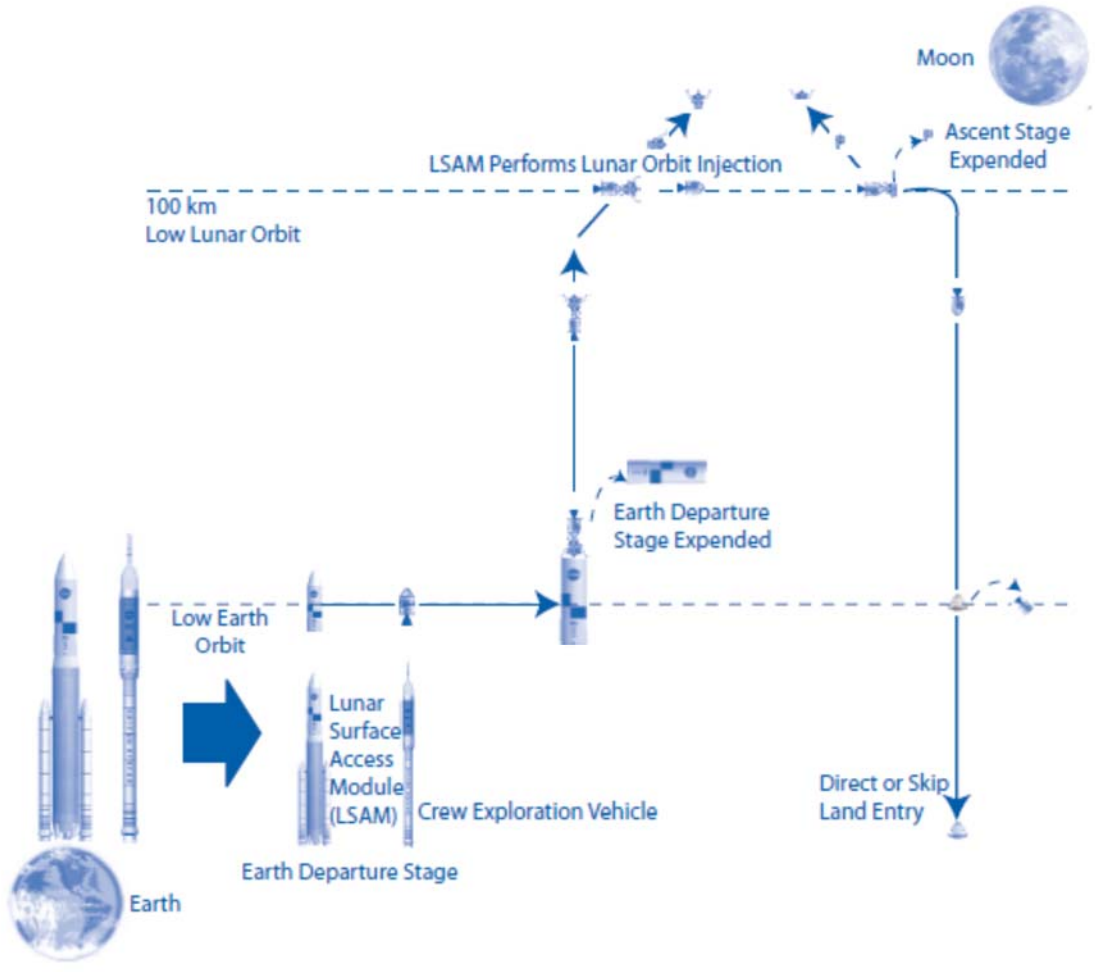 Moon
Ascent Stage
Expended
LSAM Performs Lunar Orbit Injection
100 km
Low Lunar Orbit
Earth Departure
Stage Expended
Low Earth
Orbit
Lunar
Surface
Access
Module
(LSAM)
Crew Exploration Vehicle
Direct or Skip
Land Entry
Earth Departure Stage
Earth